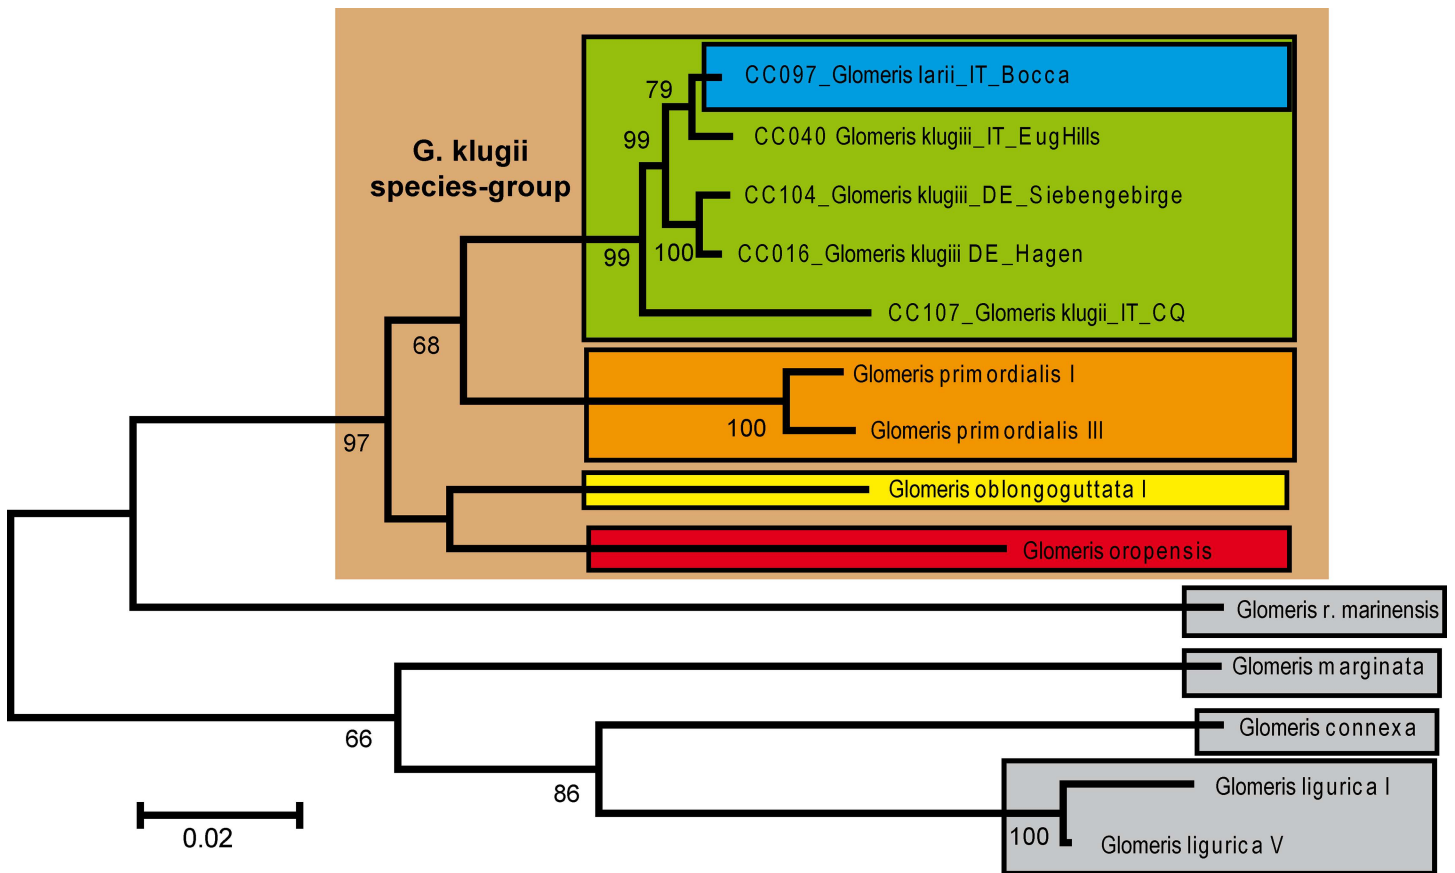 CC097_Glomeris larii_IT_Bocca
79
CC040 Glomeris klugiii_IT_EugHills
99
G. klugii
species-group
CC104_Glomeris klugiii_DE_Siebengebirge
100
CC016_Glomeris klugiii DE_Hagen
99
CC107_Glomeris klugii_IT_CQ
68
Glomeris primordialis I
100
Glomeris primordialis III
97
Glomeris oblongoguttata I
Glomeris oropensis
Glomeris r. marinensis
Glomeris marginata
66
Glomeris connexa
86
Glomeris ligurica I
100
Glomeris ligurica V
0.02